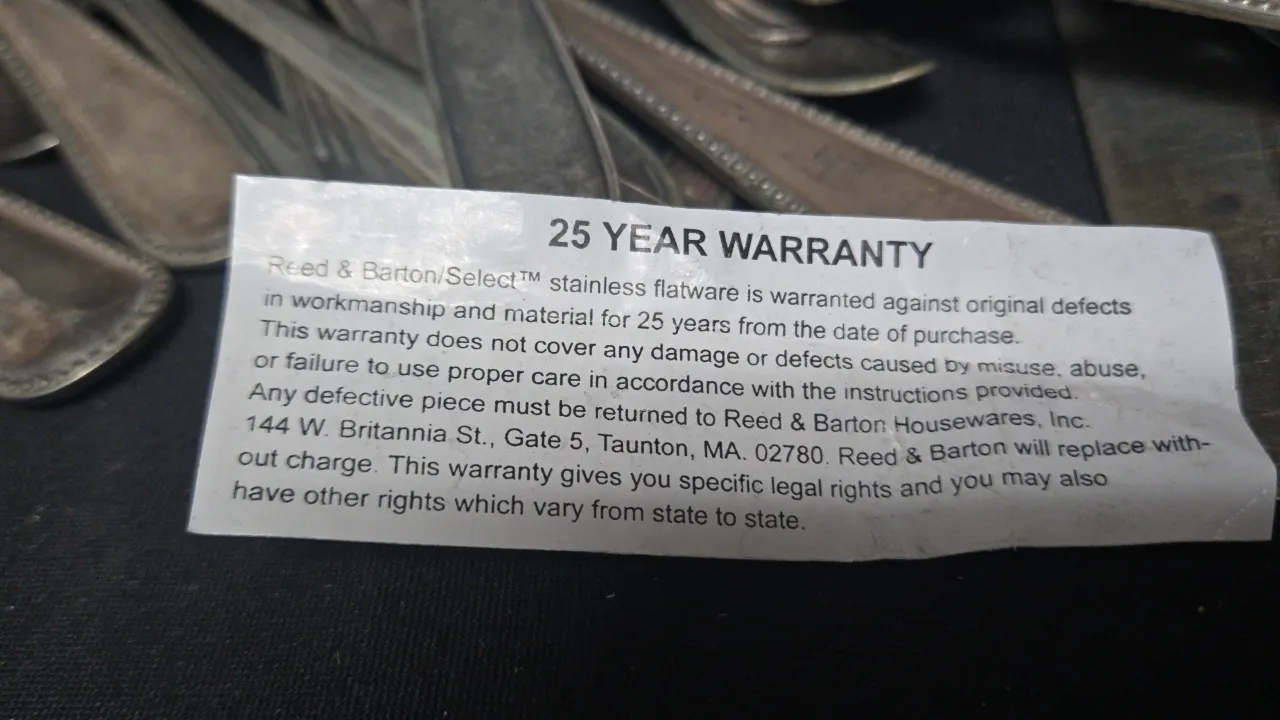 25 YEAR WARRANTY
Reed & Barton/Select™ stainless flatware is warranted against original defects
in workmanship and material for 25 years from the date of purchase.
This warranty does not cover any damage or defects caused by misuse, abuse,
or failure to use proper care in accordance with the instructions provided.
Any defective piece must be returned to Reed & Barton Housewares, Inc.
144 W. Britannia St., Gate 5, Taunton, MA. 02780. Reed & Barton will replace with-
out charge. This warranty gives you specific legal rights and you may also
have other rights which vary from state to state.